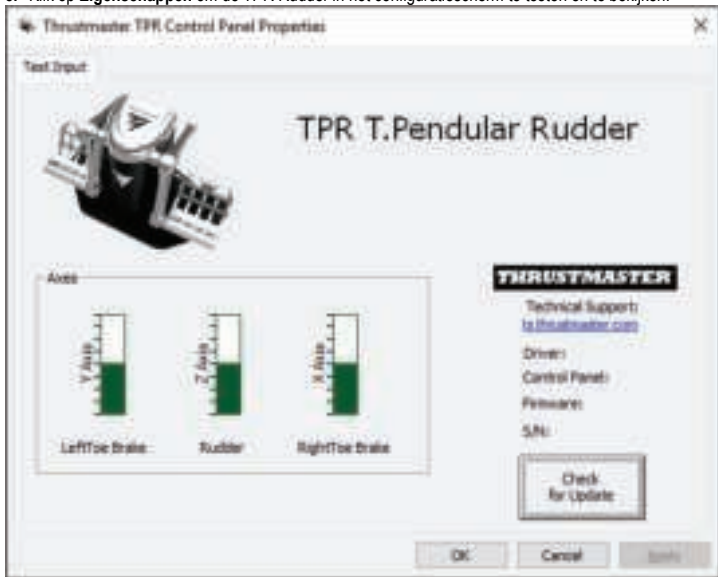 Klik op Eigenschappen om de TPR Rudder in het configuratiescherm te testen en te bekijken.
Thrustmaster TPR Control Panel Properties
Test Input
TPR T.Pendular Rudder
Axes
THRUSTMASTER
Technical Support:
ts.thrustmaster.com
Driver:
Control Panel:
Firmware:
S/N:
Y Axis
Z Axis
X Axis
LeftToe Brake
Rudder
RightToe Brake
Check
for Update
OK
Cancel
Apply